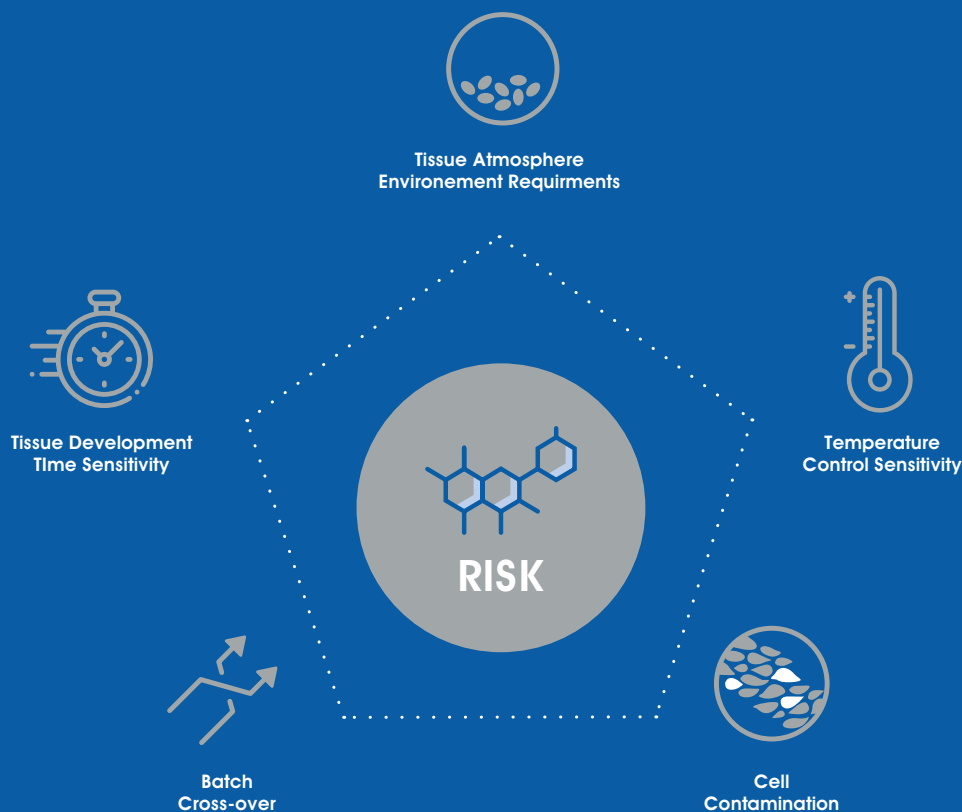 Tissue Atmosphere
Environement Requirments
Tissue Development
TIme Sensitivity
Temperature
Control Sensitivity
RISK
Batch
Cross-over
Cell
Contamination